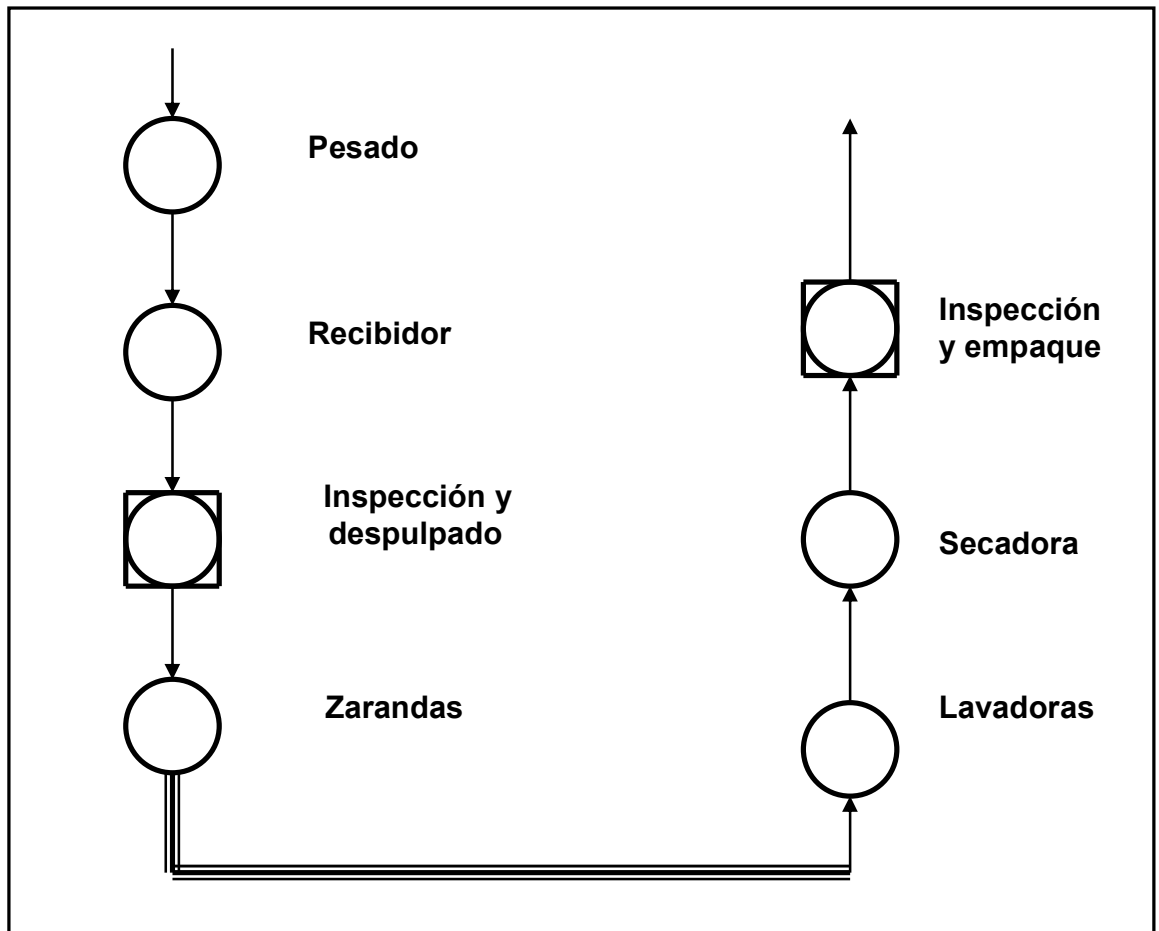 Pesado
Recibidor
Inspección y
despulpado
Zarandas
Inspección
y empaque
Secadora
Lavadoras